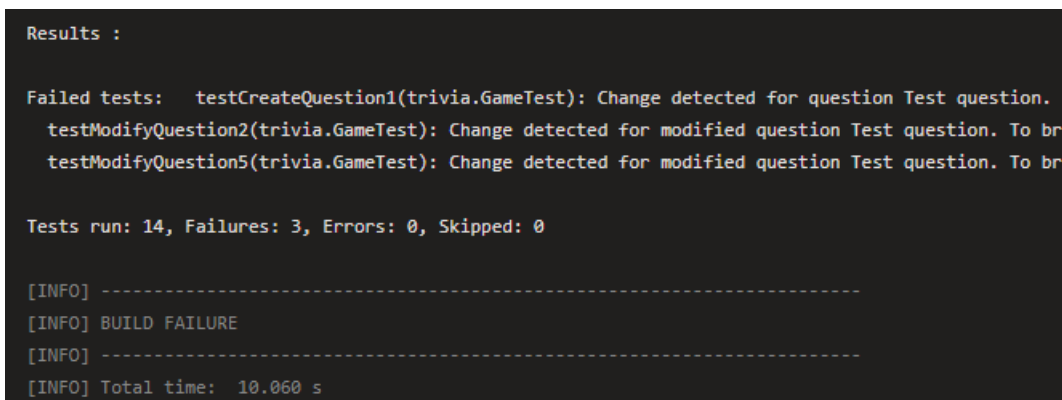 Results :
Failed tests:   testCreateQuestion1(trivia.GameTest): Change detected for question Test question.
testModifyQuestion2(trivia.GameTest): Change detected for modified question Test question. To br
testModifyQuestion5(trivia.GameTest): Change detected for modified question Test question. To br
Tests run: 14, Failures: 3, Errors: 0, Skipped: 0
[INFO] ------------------------------------------------------------------------
[INFO] BUILD FAILURE
[INFO] ------------------------------------------------------------------------
[INFO] Total time:  10.060 s